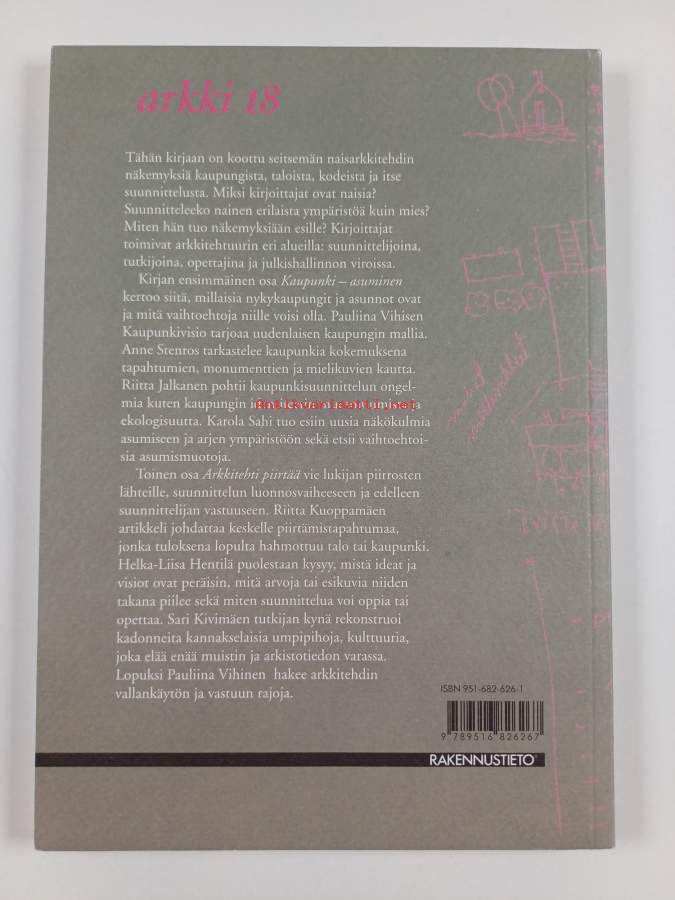 arkki 18
Tähän kirjaan on koottu seitsemän naisarkkitehdin
näkemyksiä kaupungista, taloista, kodeista ja itse
suunnittelusta. Miksi kirjoittajat ovat naisia?
Suunnitteleeko nainen erilaista ympäristöä kuin mies?
Miten hän tuo näkemyksiään esille? Kirjoittajat
toimivat arkkitehtuurin eri alueilla: suunnittelijoina,
tutkijoina, opettajina ja julkishallinnon viroissa.
Kirjan ensimmäinen osa Kaupunki – asuminen
kertoo siitä, millaisia nykykaupungit ja asunnot ovat
ja mitä vaihtoehtoja niille voisi olla. Pauliina Vihisen
Kaupunkivisio tarjoaa uudenlaisen kaupungin mallia.
Anne Stenros tarkastelee kaupunkia kokemuksena
tapahtumien, monumenttien ja mielikuvien kautta.
Riitta Jalkanen pohtii kaupunkisuunnittelun ongel-
mia kuten kaupungin
Antikvariaatti.net
ja
ekologisuutta. Karola Sahi tuo esiin uusia näkökulmia
asumiseen ja arjen ympäristöön sekä etsii vaihtoehtoi-
sia asumismuotoja.
Toinen osa Arkkitehti piirtää vie lukijan piirrosten
lähteille, suunnittelun luonnosvaiheeseen ja edelleen
suunnittelijan vastuuseen. Riitta Kuoppamäen
artikkeli johdattaa keskelle piirtämistapahtumaa,
jonka tuloksena lopulta hahmottuu talo tai kaupunki.
Helka-Liisa Hentilä puolestaan kysyy, mistä ideat ja
visiot ovat peräisin, mitä arvoja tai esikuvia niiden
takana piilee sekä miten suunnittelua voi oppia tai
opettaa. Sari Kivimäen tutkijan kynä rekonstruoi
kadonneita kannakselaisia umpipihoja, kulttuuria,
joka elää enää muistin ja arkistotiedon varassa.
Lopuksi Pauliina Vihinen hakee arkkitehdin
vallankäytön ja vastuun rajoja.
ISBN 951-682-626-1
9 789516 826267
RAKENNUSTIETO